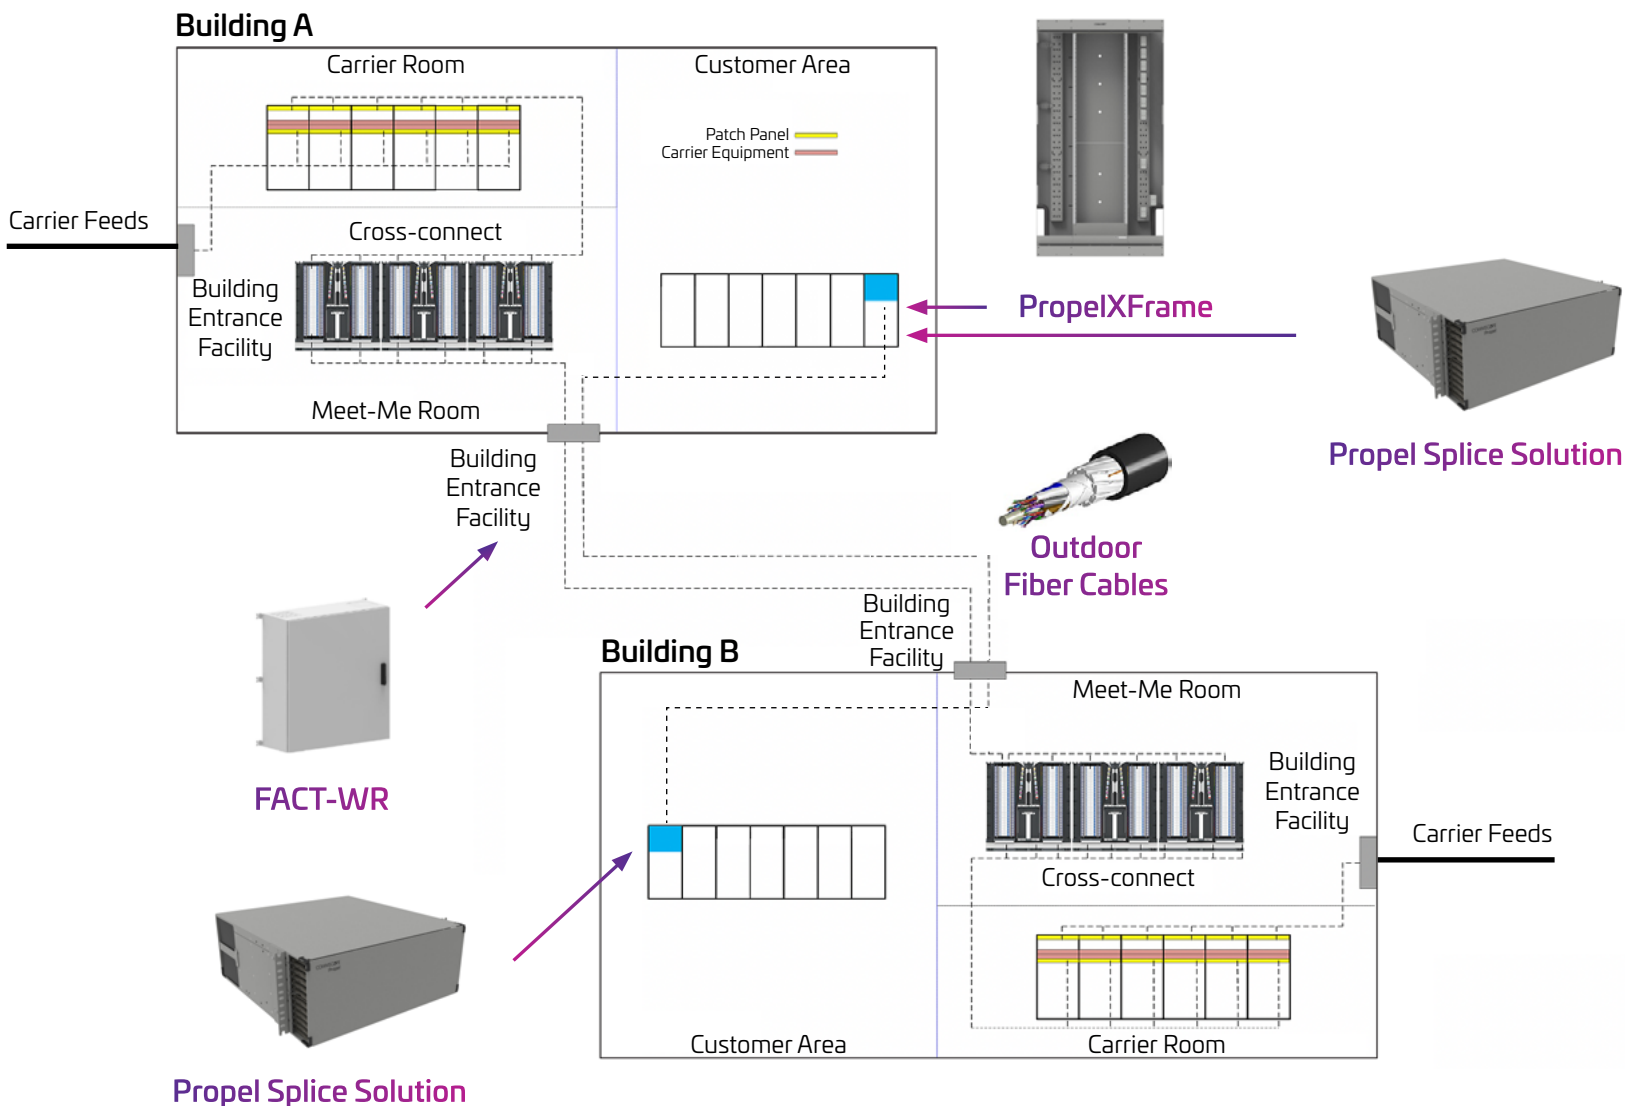 Building A
Carrier Room
Customer Area
Patch Panel
Carrier Equipment
Carrier Feeds
Cross-connect
Building
Entrance
Facility
PropelXFrame
Meet-Me Room
Propel Splice Solution
Building
Entrance
Facility
Outdoor
Fiber Cables
Building
Entrance
Facility
Building B
Meet-Me Room
FACT-WR
Building
Entrance
Facility
Carrier Feeds
Cross-connect
Customer Area
Carrier Room
Propel Splice Solution